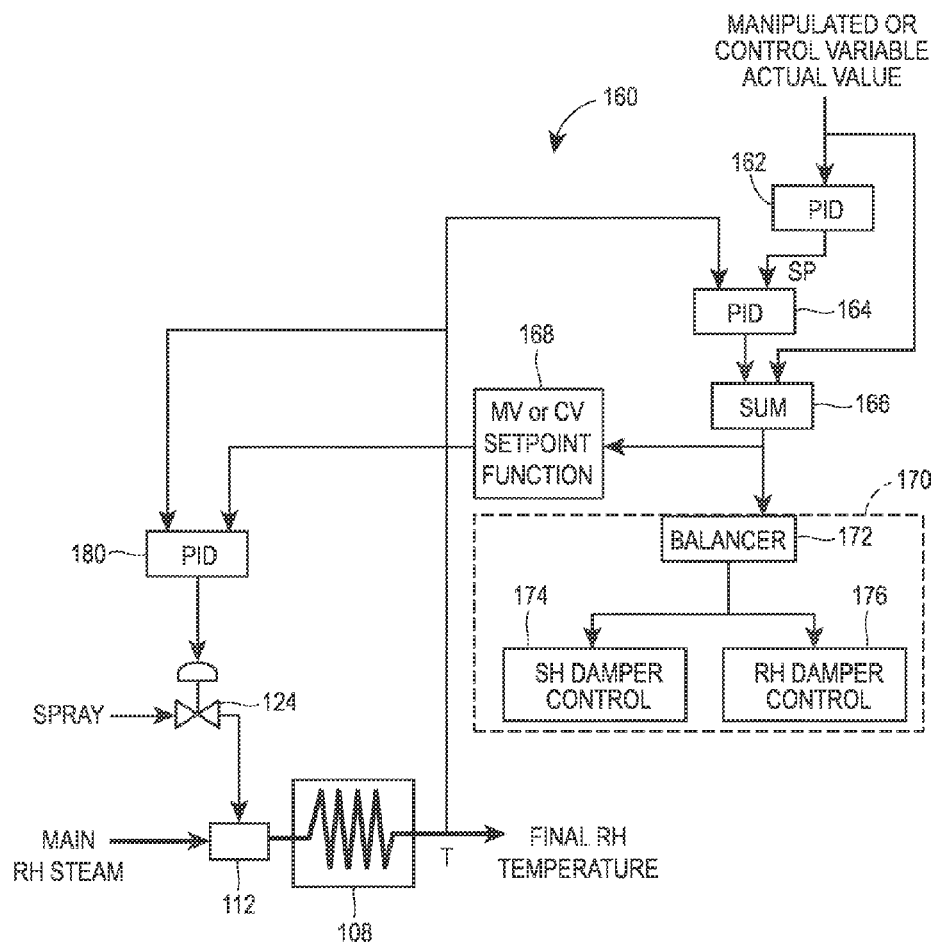 MANIPULATED OR
CONTROL VARIABLE
ACTUAL VALUE
160
162
PID
SP
PID
164
168
MV or CV
SETPOINT
FUNCTION
SUM
166
170
180
PID
BALANCER
172
174
176
SH DAMPER
CONTROL
RH DAMPER
CONTROL
124
SPRAY
MAIN
RH STEAM
112
108
T
FINAL RH
TEMPERATURE